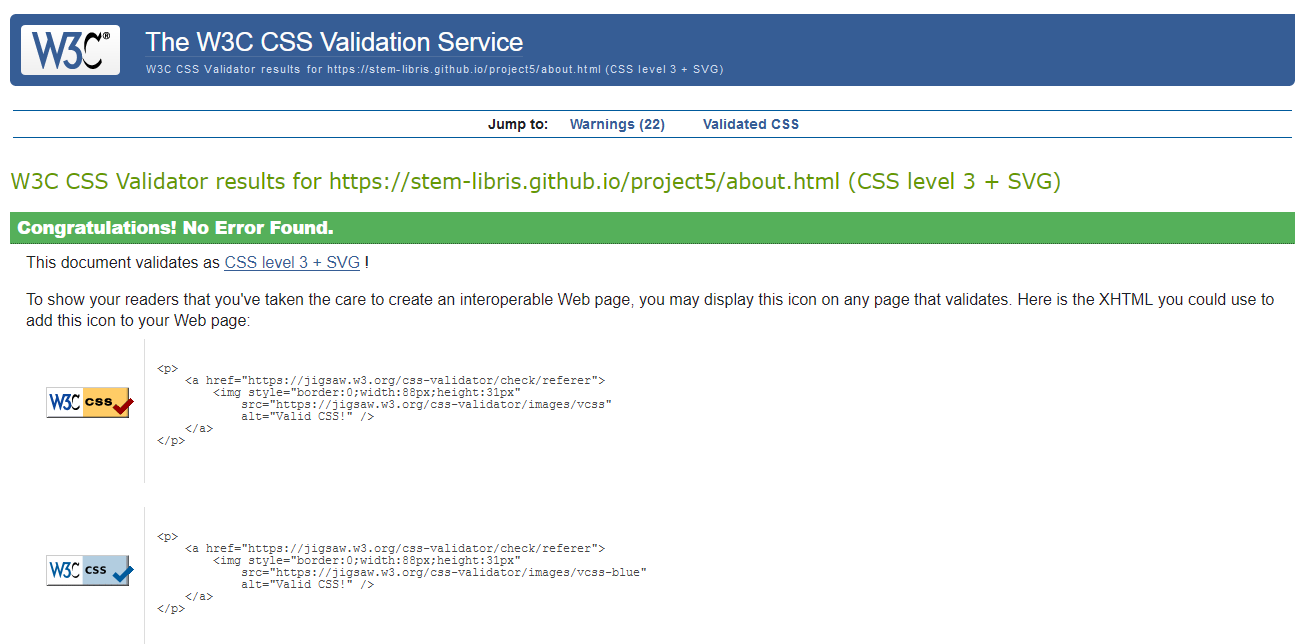 W3C®
The W3C CSS Validation Service
W3C CSS Validator results for https://stem-libris.github.io/project5/about.html (CSS level 3 + SVG)
Jump to: Warnings (22) Validated CSS
W3C CSS Validator results for https://stem-libris.github.io/project5/about.html (CSS level 3 + SVG)
Congratulations! No Error Found.
This document validates as CSS level 3 + SVG !
To show your readers that you've taken the care to create an interoperable Web page, you may display this icon on any page that validates. Here is the XHTML you could use to
add this icon to your Web page:
W3C css
<p>
    <a href="https://jigsaw.w3.org/css-validator/check/referer">
        <img style="border:0;width:88px;height:31px"
            src="https://jigsaw.w3.org/css-validator/images/vcss"
            alt="Valid CSS!" />
    </a>
</p>
W3C css
<p>
    <a href="https://jigsaw.w3.org/css-validator/check/referer">
        <img style="border:0;width:88px;height:31px"
            src="https://jigsaw.w3.org/css-validator/images/vcss-blue"
            alt="Valid CSS!" />
    </a>
</p>